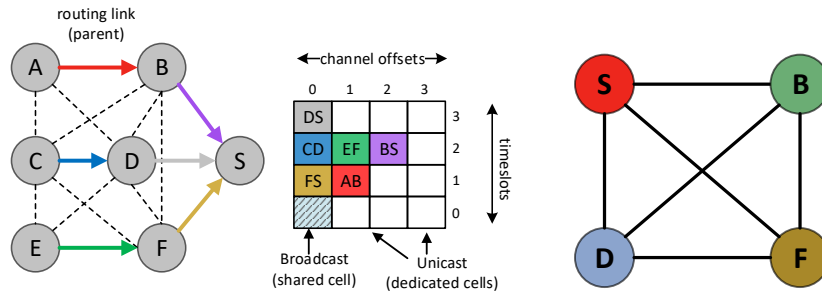 routing link
(parent)
A
B
C
D
S
E
F
channel offsets
0 1 2 3
DS
3
CD EF BS
2
FS AB
1
0
timeslots
Broadcast
(shared cell)
Unicast
(dedicated cells)
S
B
D
F